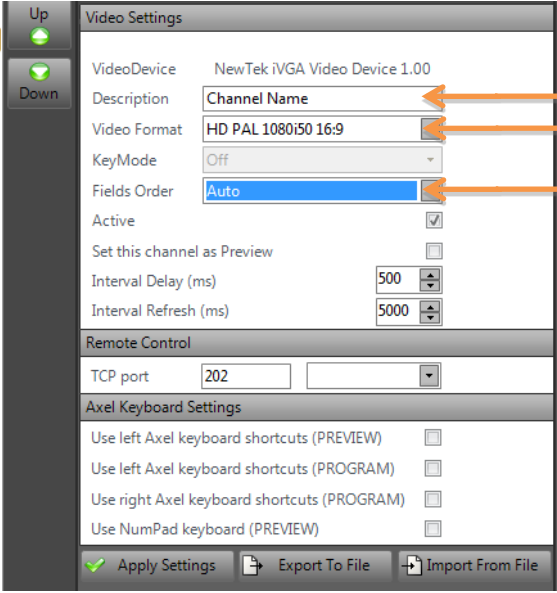 Up
Down
Video Settings
VideoDevice NewTek iVGA Video Device 1.00
Description Channel Name
Video Format HD PAL 1080i50 16:9
KeyMode Off
Fields Order Auto
Active
Set this channel as Preview
Interval Delay (ms) 500
Interval Refresh (ms) 5000
Remote Control
TCP port 202
Axel Keyboard Settings
Use left Axel keyboard shortcuts (PREVIEW)
Use left Axel keyboard shortcuts (PROGRAM)
Use right Axel keyboard shortcuts (PROGRAM)
Use NumPad keyboard (PREVIEW)
Apply Settings Export To File Import From File